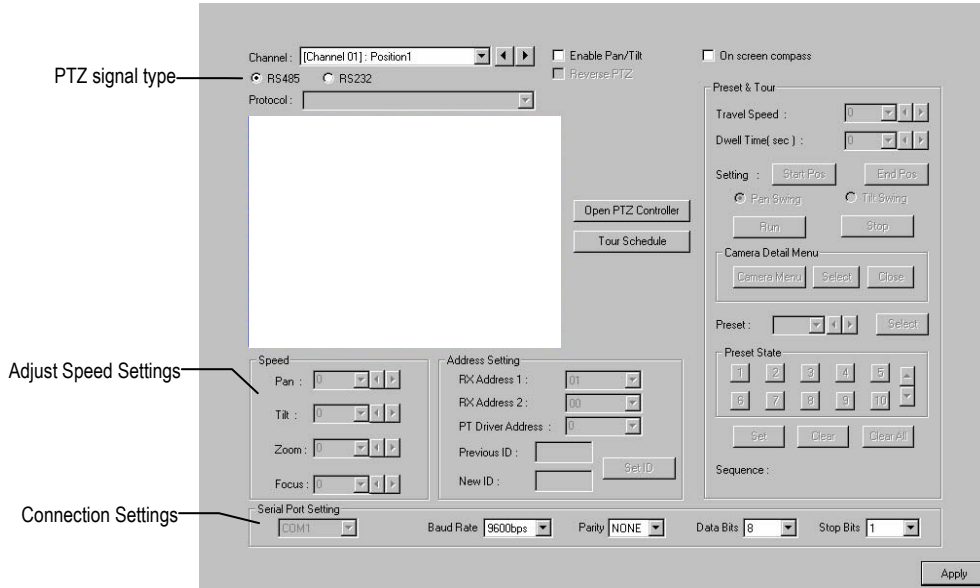 Channel : [Channel 01] : Position1
Enable Pan/Tilt
On screen compass
PTZ signal type
RS485 RS232
Reverse PTZ
Protocol :
Preset & Tour
Travel Speed : 0
Dwell Time( sec ) : 0
Setting : Start Pos End Pos
Pan Swing Tilt Swing
Run Stop
Open PTZ Controller
Tour Schedule
Camera Detail Menu
Camera Menu Select Close
Preset : Select
Preset State
1 2 3 4 5
6 7 8 9 10
Set Clear Clear All
Sequence :
Adjust Speed Settings
Speed
Pan : 0
Tilt : 0
Zoom : 0
Focus : 0
Address Setting
RX Address 1 : 01
RX Address 2 : 00
PT Driver Address : 0
Previous ID :
New ID :
Set ID
Connection Settings
Serial Port Setting
COM1 Baud Rate 9600bps Parity NONE Data Bits 8 Stop Bits 1
Apply